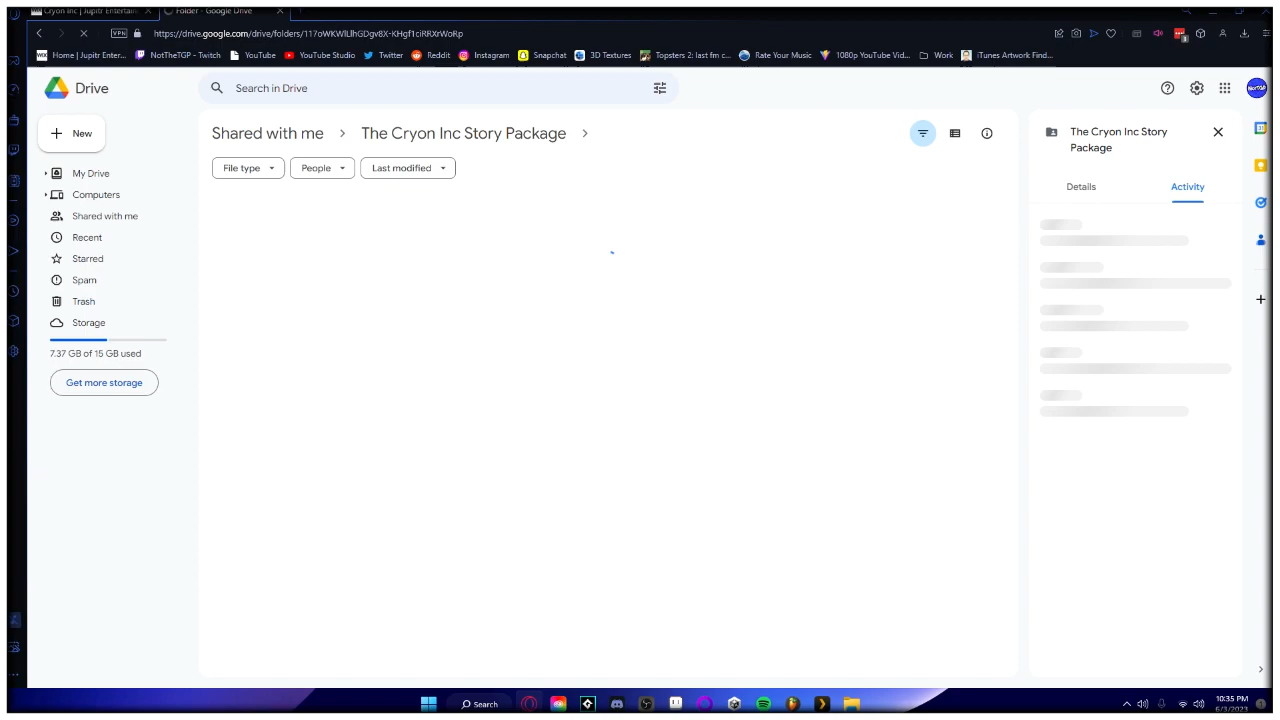 Cryon Inc | Jupitr Entertain
Folder - Google Drive
VPN
https://drive.google.com/drive/folders/117oWKWlLlhGDgv8X-KHgf1ciRRXrWoRp
Home | Jupitr Enter... NotTheTGP - Twitch YouTube YouTube Studio Twitter Reddit Instagram Snapchat 3D Textures Topsters 2: last fm c... Rate Your Music 1080p YouTube Vid... Work iTunes Artwork Find...
Drive
Search in Drive
New
My Drive
Computers
Shared with me
Recent
Starred
Spam
Trash
Storage
7.37 GB of 15 GB used
Get more storage
Shared with me
The Cryon Inc Story Package
File type
People
Last modified
The Cryon Inc Story
Package
Details
Activity
Search
10:35 PM
6/3/2023